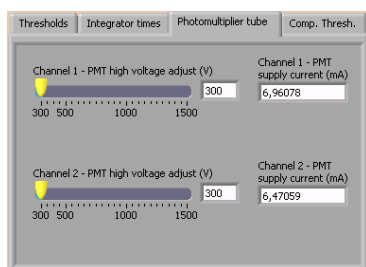 Thresholds Integrator times Photomultiplier tube Comp. Thresh.
Channel 1 - PMT high voltage adjust (V)
300
300 500 1000 1500
Channel 1 - PMT
supply current (mA)
6,96078
Channel 2 - PMT high voltage adjust (V)
300
300 500 1000 1500
Channel 2 - PMT
supply current (mA)
6,47059